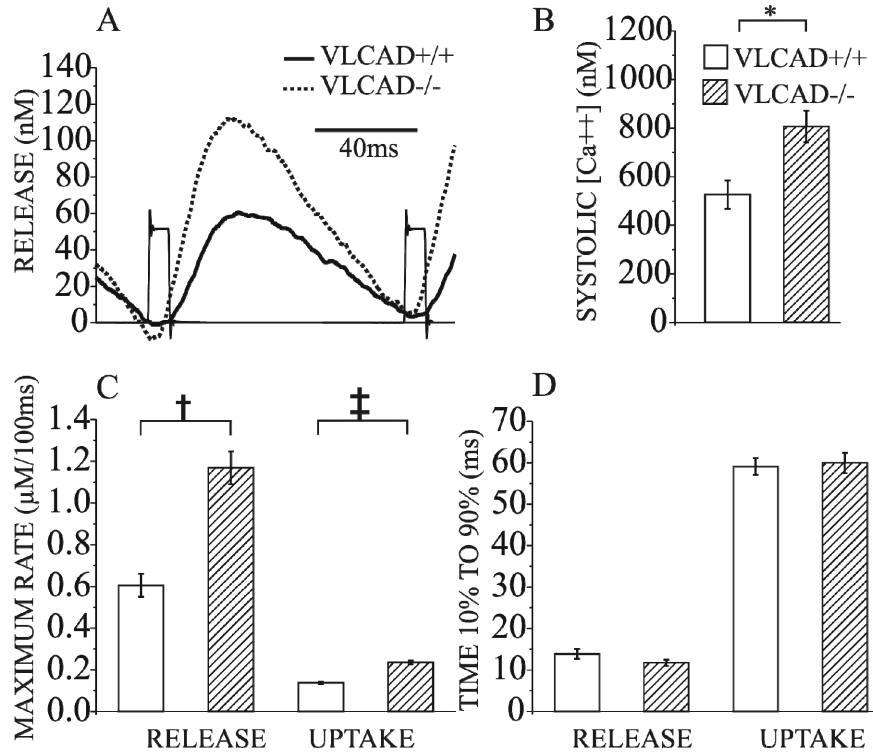 A
VLCAD+/+
VLCAD-/-
RELEASE (nM)
140
120
100
80
60
40
20
0
40ms
B
*
SYSTOLIC [Ca++] (nM)
1200
1000
800
600
400
200
0
VLCAD+/+
VLCAD-/-
C
†
‡
MAXIMUM RATE (μM/100ms)
1.4
1.2
1.0
0.8
0.6
0.4
0.2
0.0
RELEASE UPTAKE
D
TIME 10% TO 90% (ms)
70
60
50
40
30
20
10
0
RELEASE UPTAKE